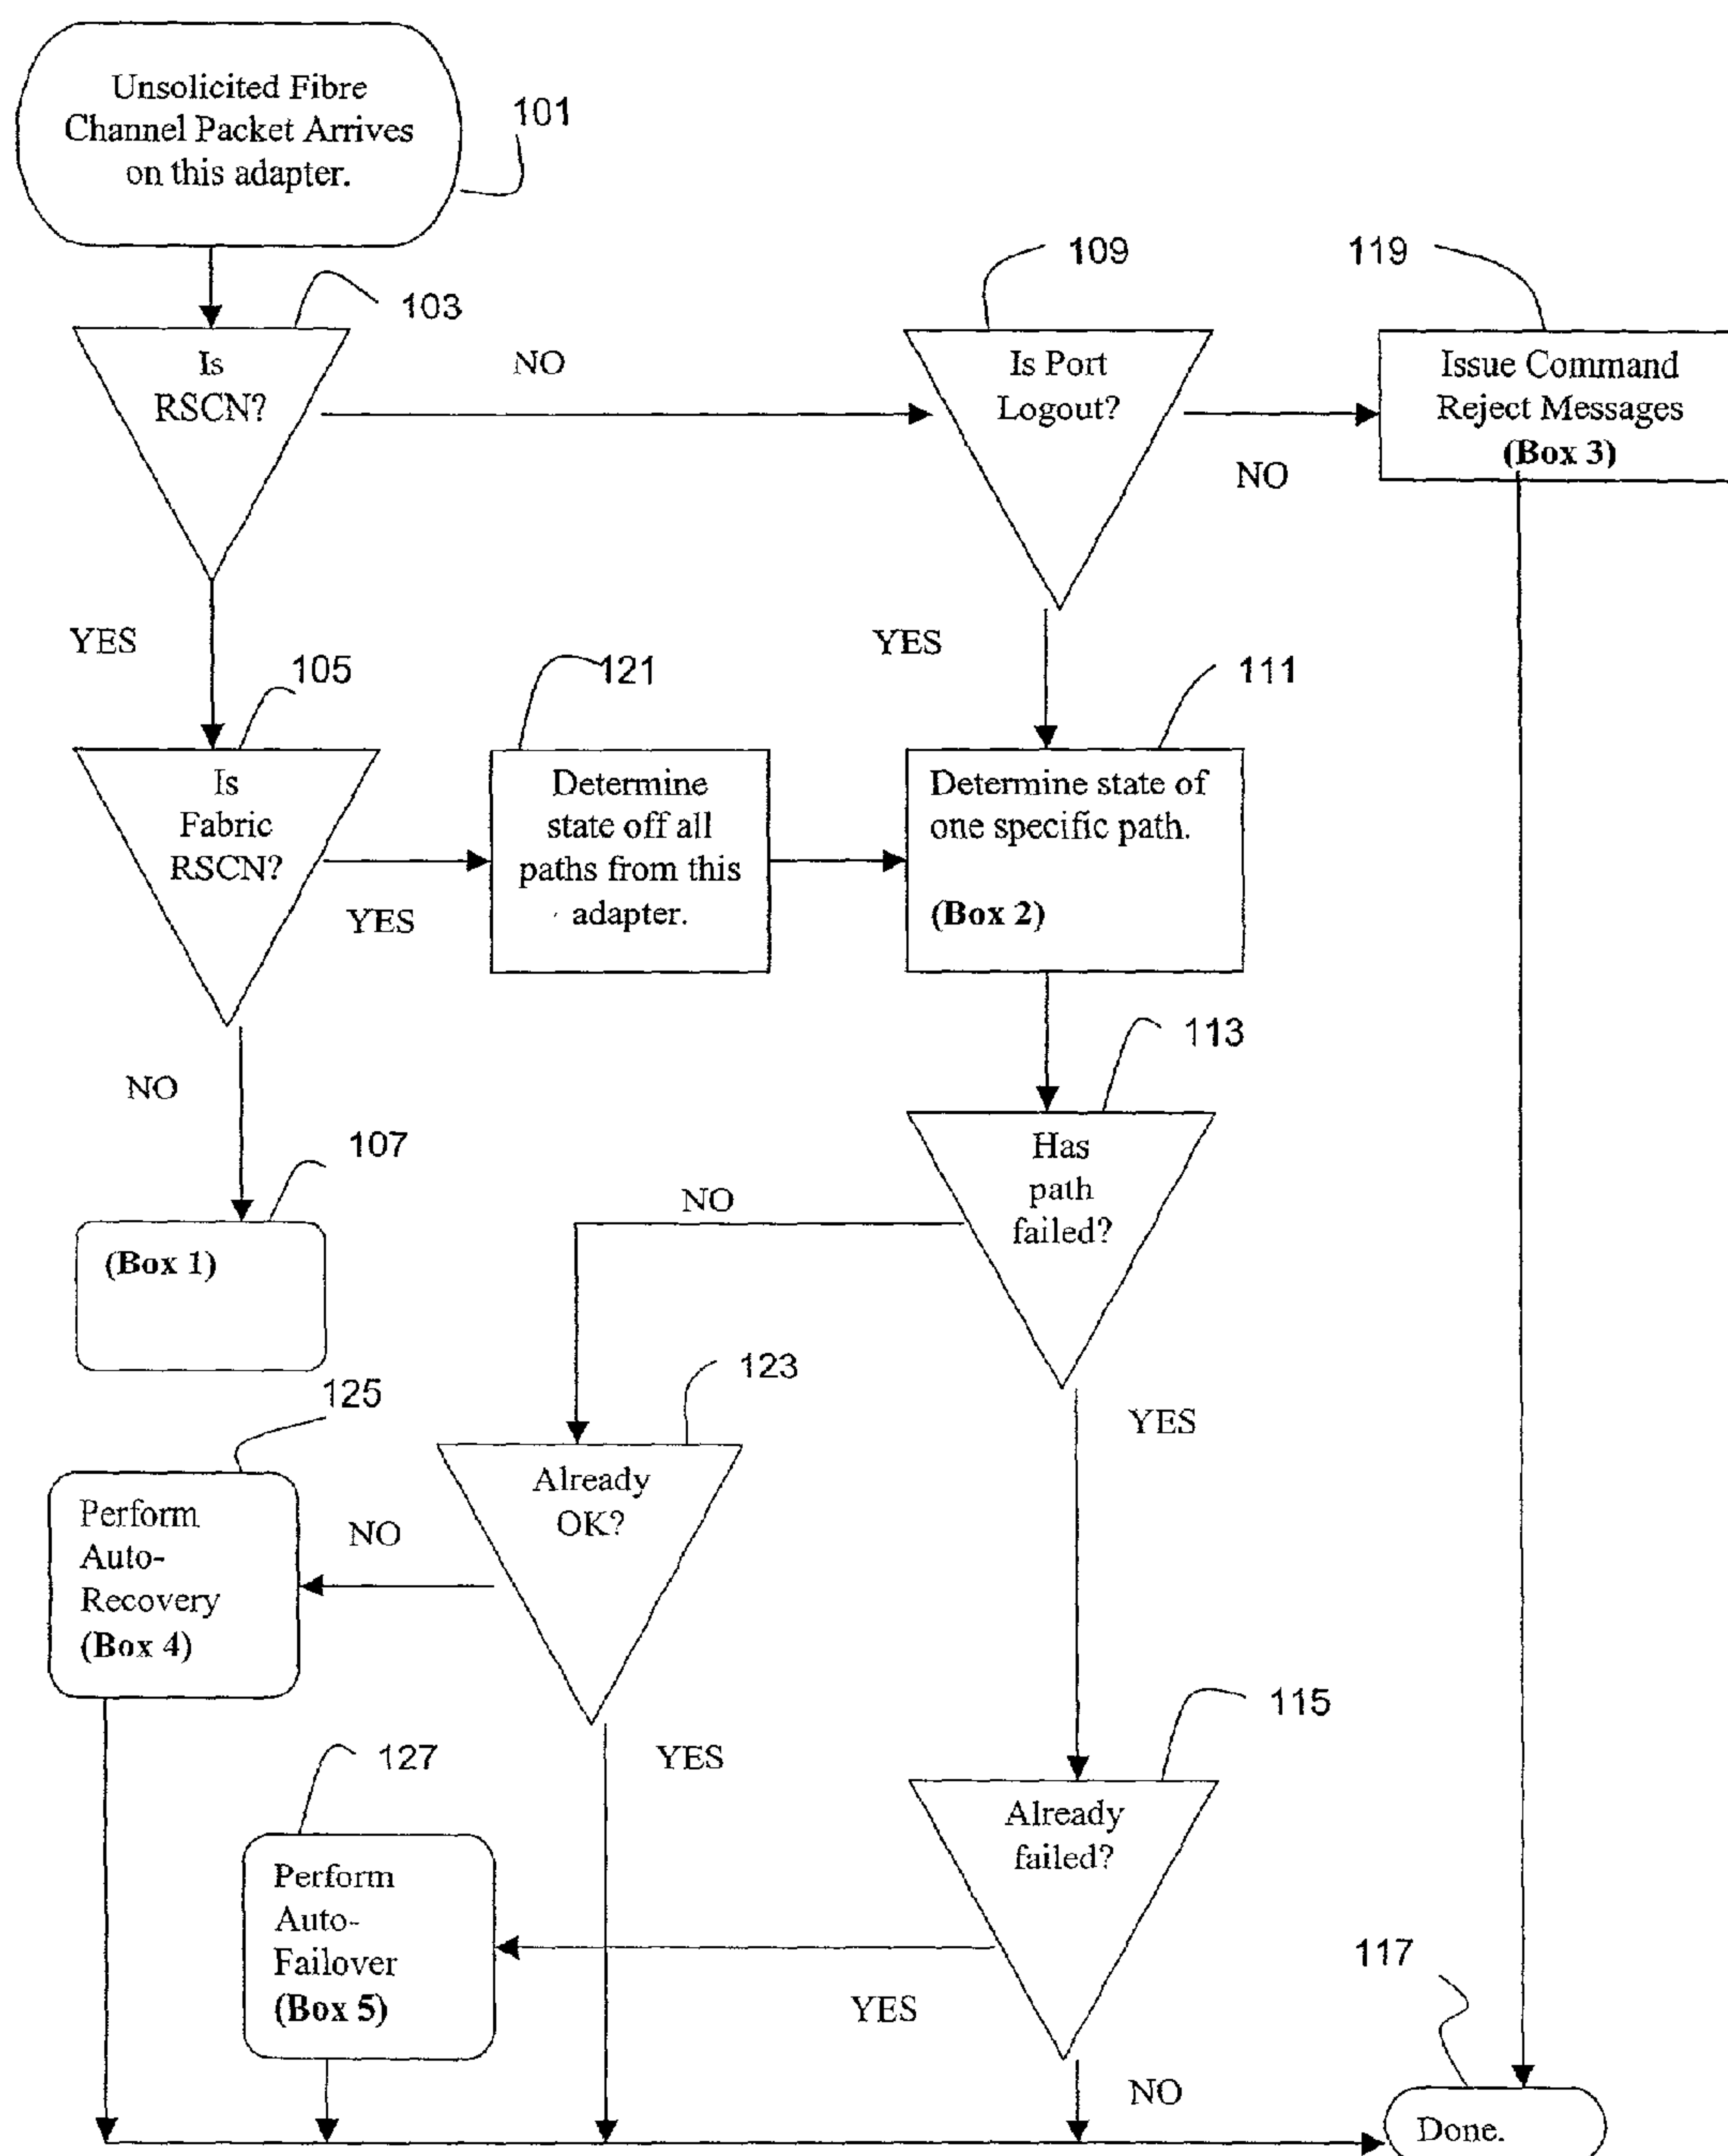 Unsolicited Fibre
Channel Packet Arrives
on this adapter.
101
103
Is
RSCN?
NO
109
Is Port
Logout?
NO
119
Issue Command
Reject Messages
(Box 3)
YES
105
Is
Fabric
RSCN?
YES
121
Determine
state off all
paths from this
adapter.
YES
111
Determine state of
one specific path.
(Box 2)
NO
107
(Box 1)
113
Has
path
failed?
NO
YES
123
Already
OK?
NO
125
Perform
Auto-
Recovery
(Box 4)
YES
115
Already
failed?
YES
127
Perform
Auto-
Failover
(Box 5)
NO
117
Done.